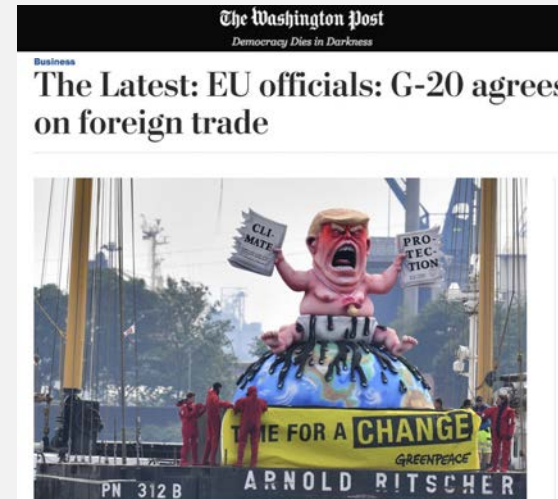 The Washington Post
Democracy Dies in Darkness
Business
The Latest: EU officials: G-20 agrees
on foreign trade
CLI-
MATE
PRO-
TEC-
TION
TIME FOR A CHANGE
GREENPEACE
PN 312 B
ARNOLD RITSCHER